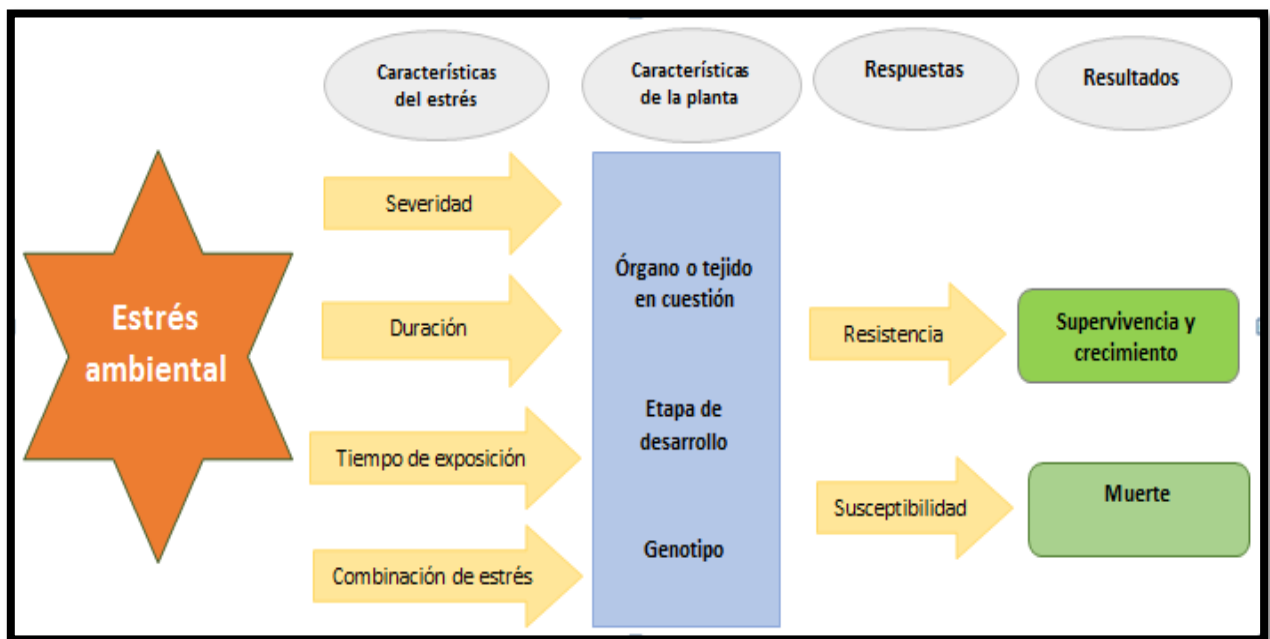 Características
del estrés
Características
de la planta
Respuestas
Resultados
Estrés
ambiental
Severidad
Duración
Tiempo de exposición
Combinación de estrés
Órgano o tejido
en cuestión
Etapa de
desarrollo
Genotipo
Resistencia
Susceptibilidad
Supervivencia y
crecimiento
Muerte